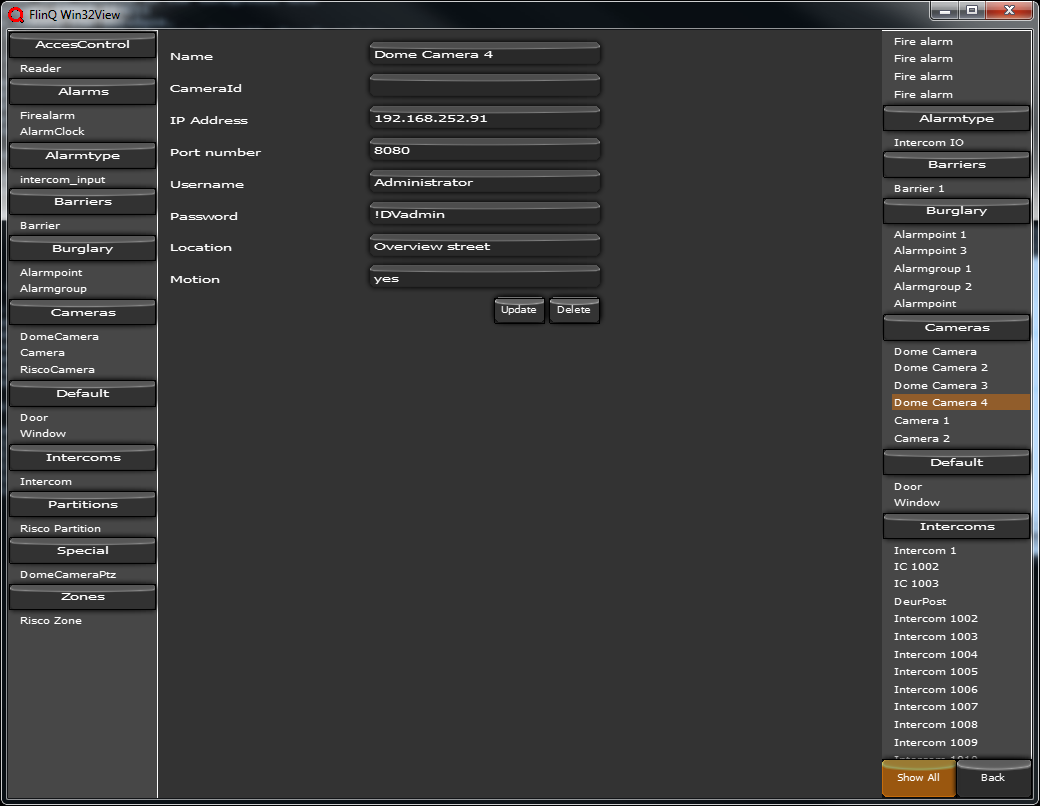 FlinQ Win32View
AccesControl
Reader
Alarms
Firealarm
AlarmClock
Alarmtype
intercom_input
Barriers
Barrier
Burglary
Alarmpoint
Alarmgroup
Cameras
DomeCamera
Camera
RiscoCamera
Default
Door
Window
Intercoms
Intercom
Partitions
Risco Partition
Special
DomeCameraPtz
Zones
Risco Zone
Name Dome Camera 4
CameraId
IP Address 192.168.252.91
Port number 8080
Username Administrator
Password !DVadmin
Location Overview street
Motion yes
Update Delete
Fire alarm
Fire alarm
Fire alarm
Fire alarm
Alarmtype
Intercom IO
Barriers
Barrier 1
Burglary
Alarmpoint 1
Alarmpoint 3
Alarmgroup 1
Alarmgroup 2
Alarmpoint
Cameras
Dome Camera
Dome Camera 2
Dome Camera 3
Dome Camera 4
Camera 1
Camera 2
Default
Door
Window
Intercoms
Intercom 1
IC 1002
IC 1003
DeurPost
Intercom 1002
Intercom 1003
Intercom 1004
Intercom 1005
Intercom 1006
Intercom 1007
Intercom 1008
Intercom 1009
Show All Back